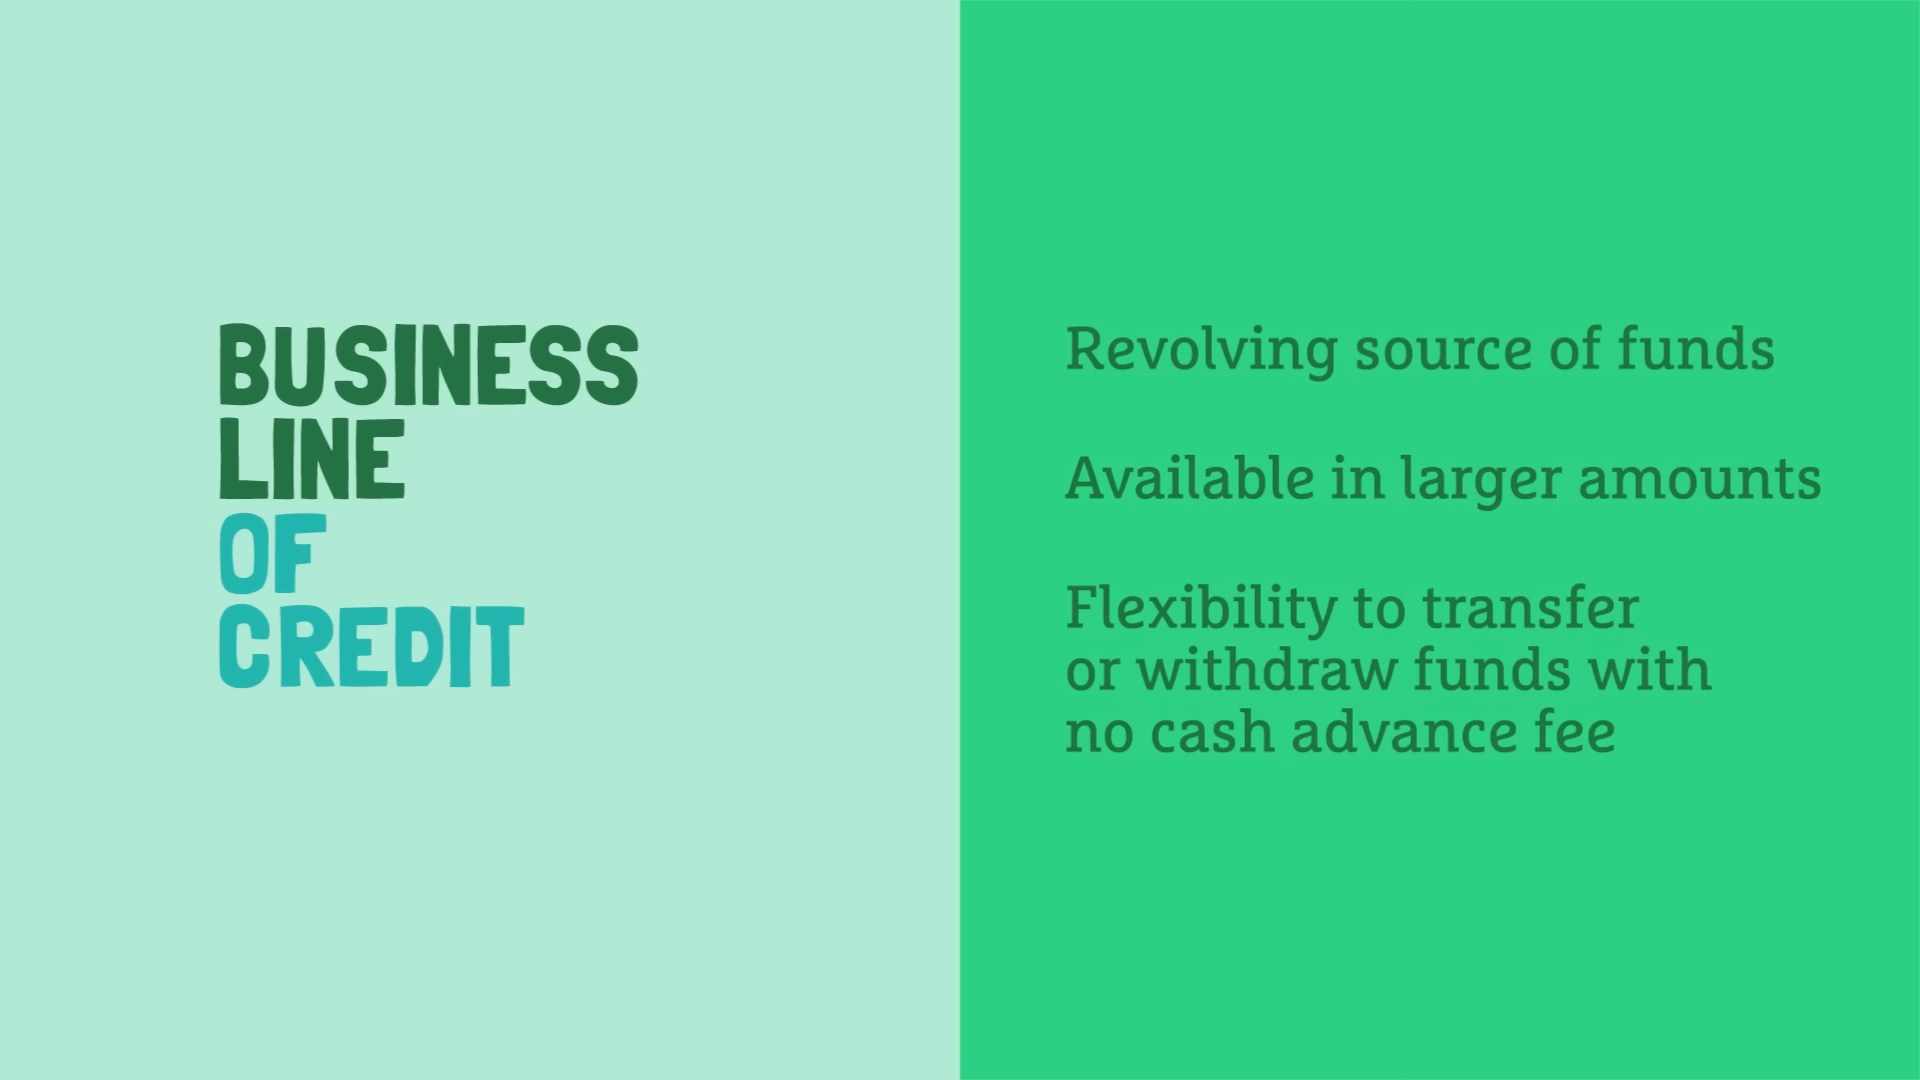 BUSINESS
LINE
OF
CREDIT
Revolving source of funds
Available in larger amounts
Flexibility to transfer
or withdraw funds with
no cash advance fee